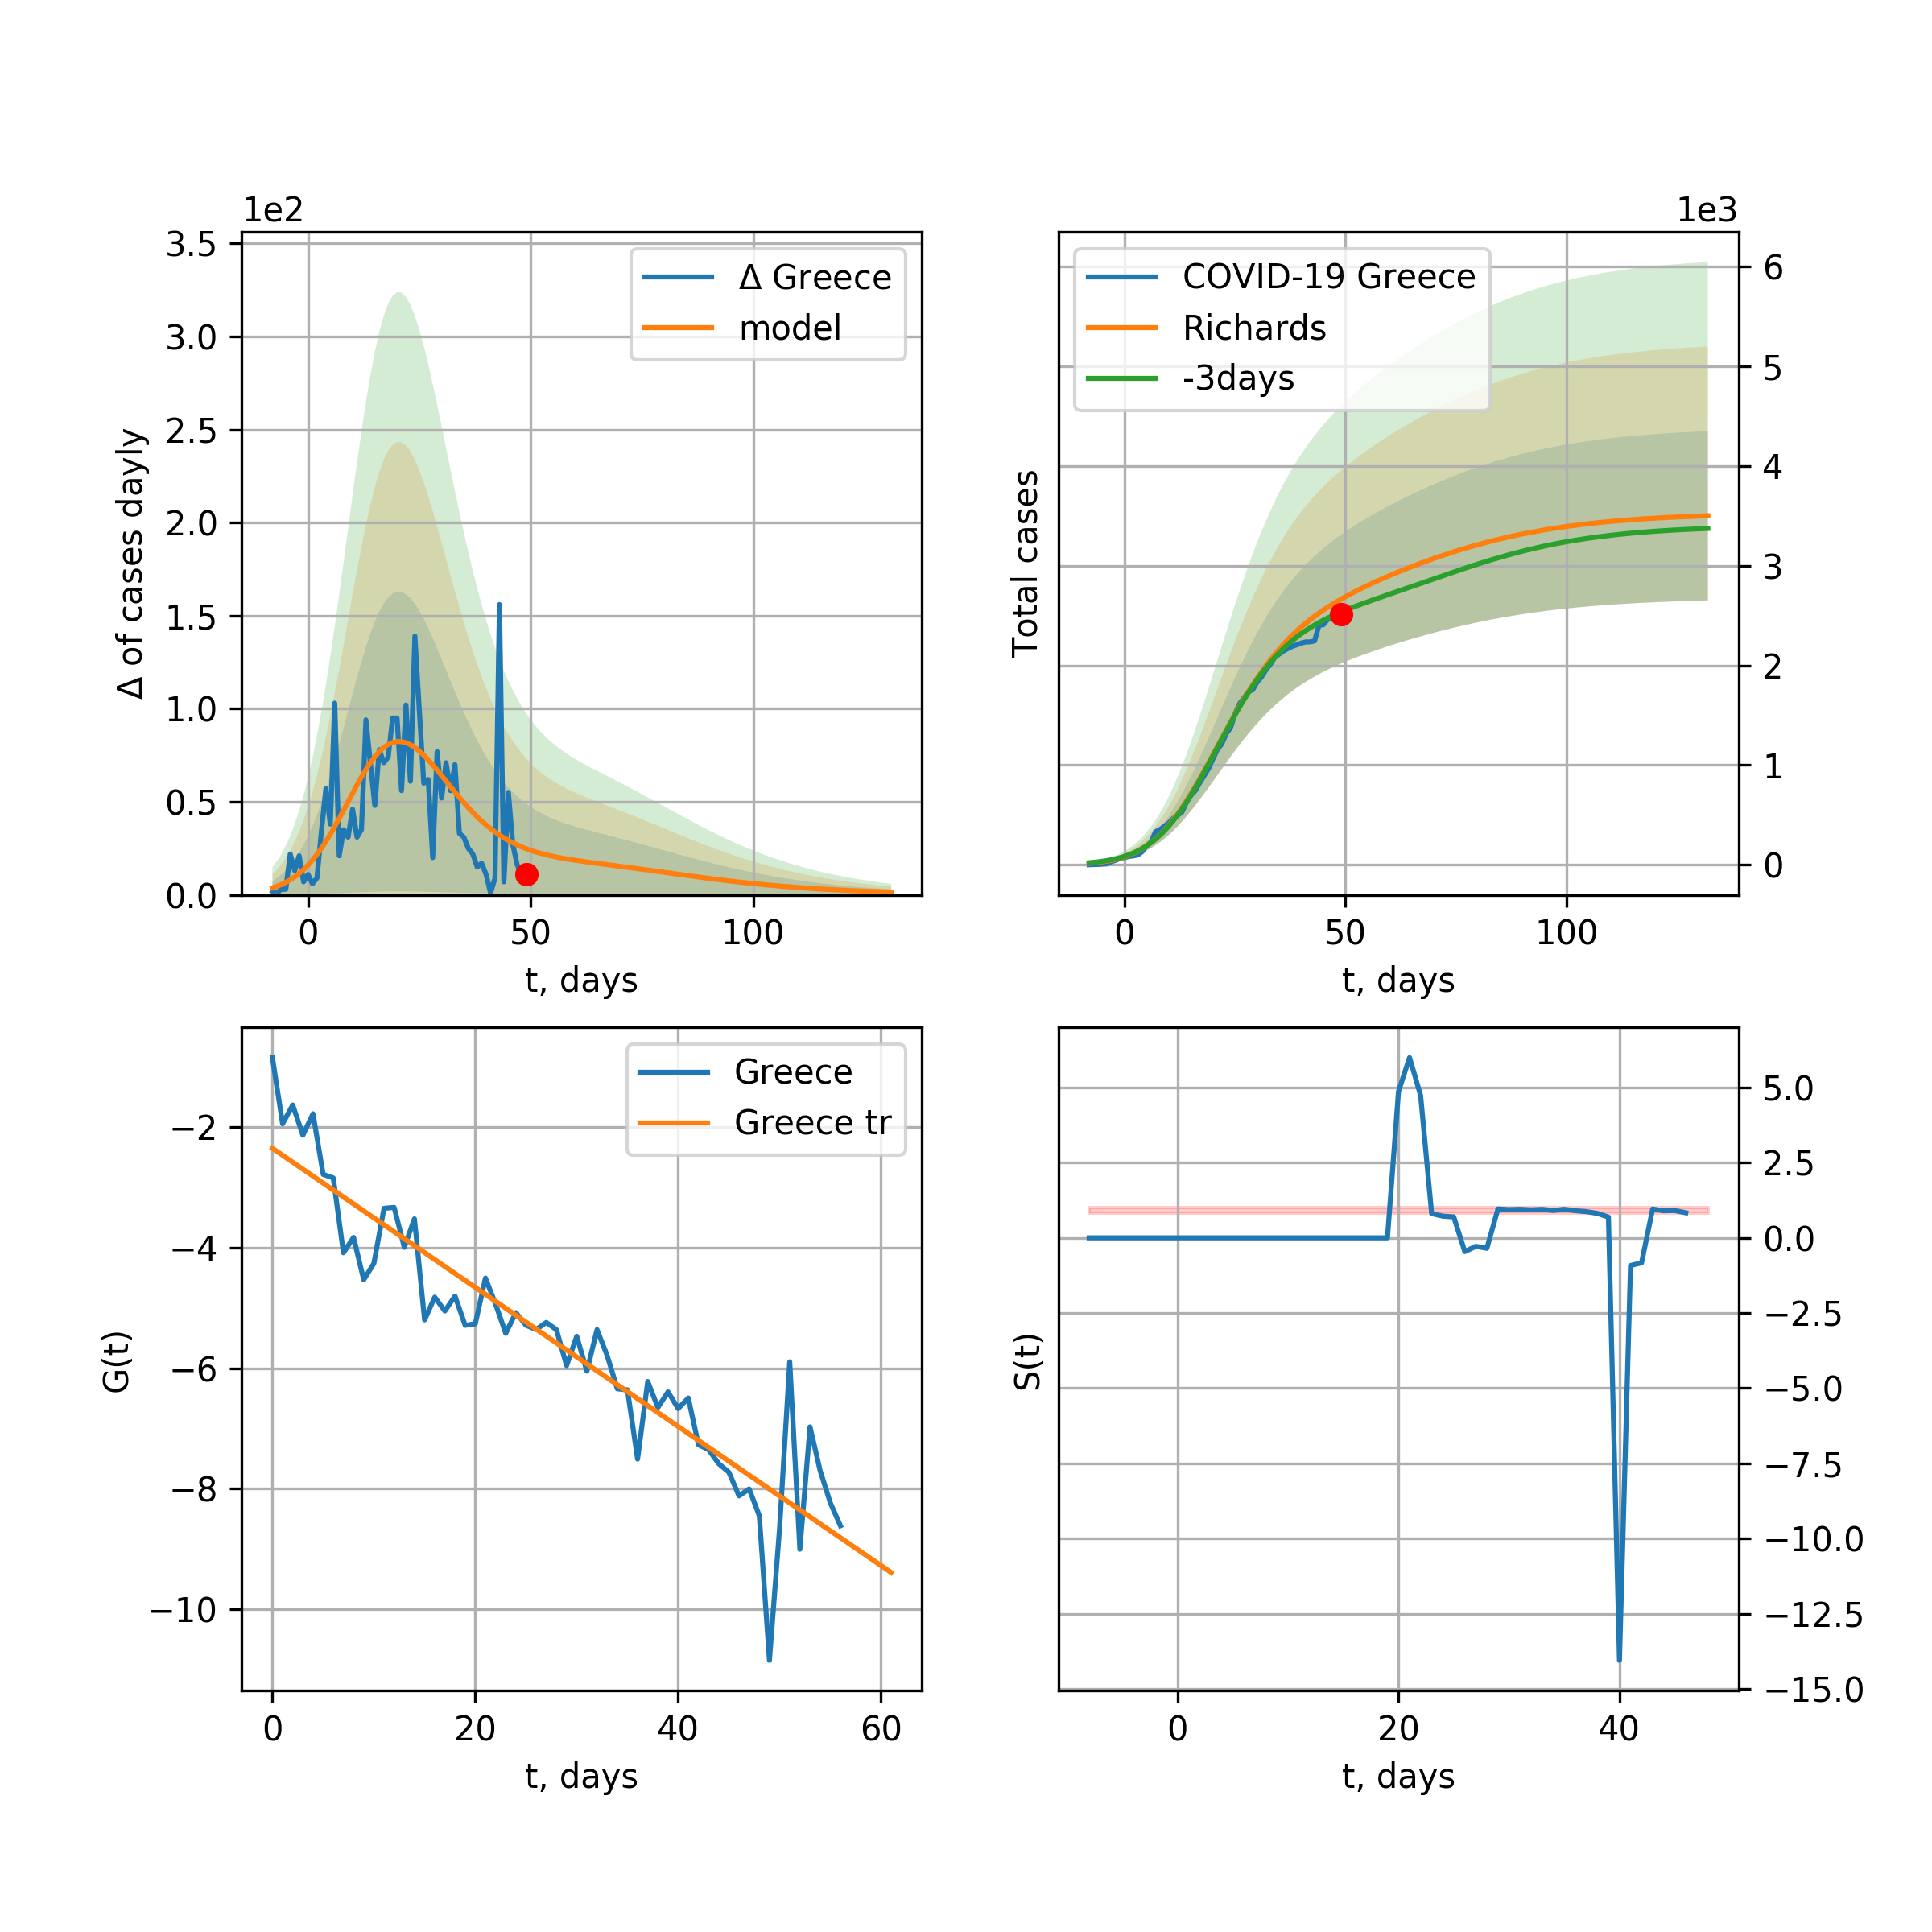 1e2
3.5
3.0
2.5
2.0
1.5
1.0
0.5
0.0
Δ of cases dayly
Δ Greece
model
0 50 100
t, days
1e3
6
5
4
3
2
1
0
Total cases
COVID-19 Greece
Richards
-3days
0 50 100
t, days
−2
−4
−6
−8
−10
G(t)
Greece
Greece tr
0 20 40 60
t, days
5.0
2.5
0.0
−2.5
−5.0
−7.5
−10.0
−12.5
−15.0
S(t)
0 20 40
t, days